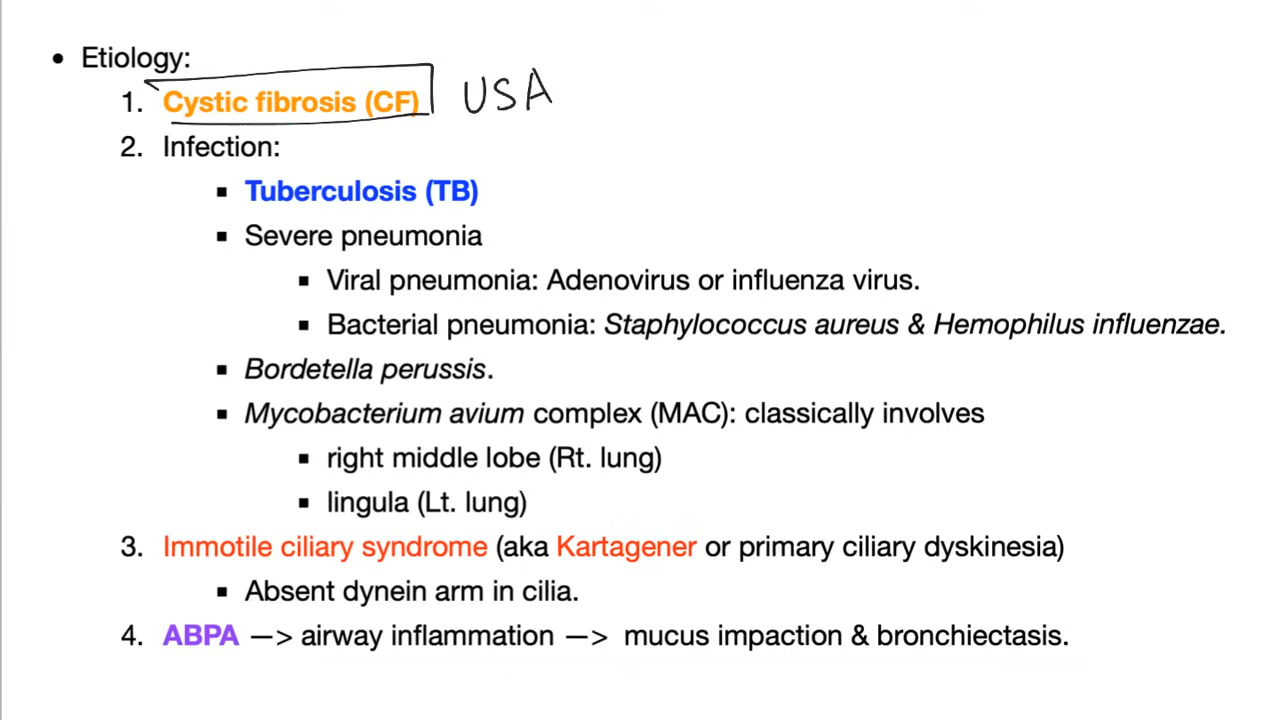 • Etiology:
1. Cystic fibrosis (CF) USA
2. Infection:
▪ Tuberculosis (TB)
▪ Severe pneumonia
▪ Viral pneumonia: Adenovirus or influenza virus.
▪ Bacterial pneumonia: Staphylococcus aureus & Hemophilus influenzae.
▪ Bordetella perussis.
▪ Mycobacterium avium complex (MAC): classically involves
▪ right middle lobe (Rt. lung)
▪ lingula (Lt. lung)
3. Immotile ciliary syndrome (aka Kartagener or primary ciliary dyskinesia)
▪ Absent dynein arm in cilia.
4. ABPA —> airway inflammation —> mucus impaction & bronchiectasis.